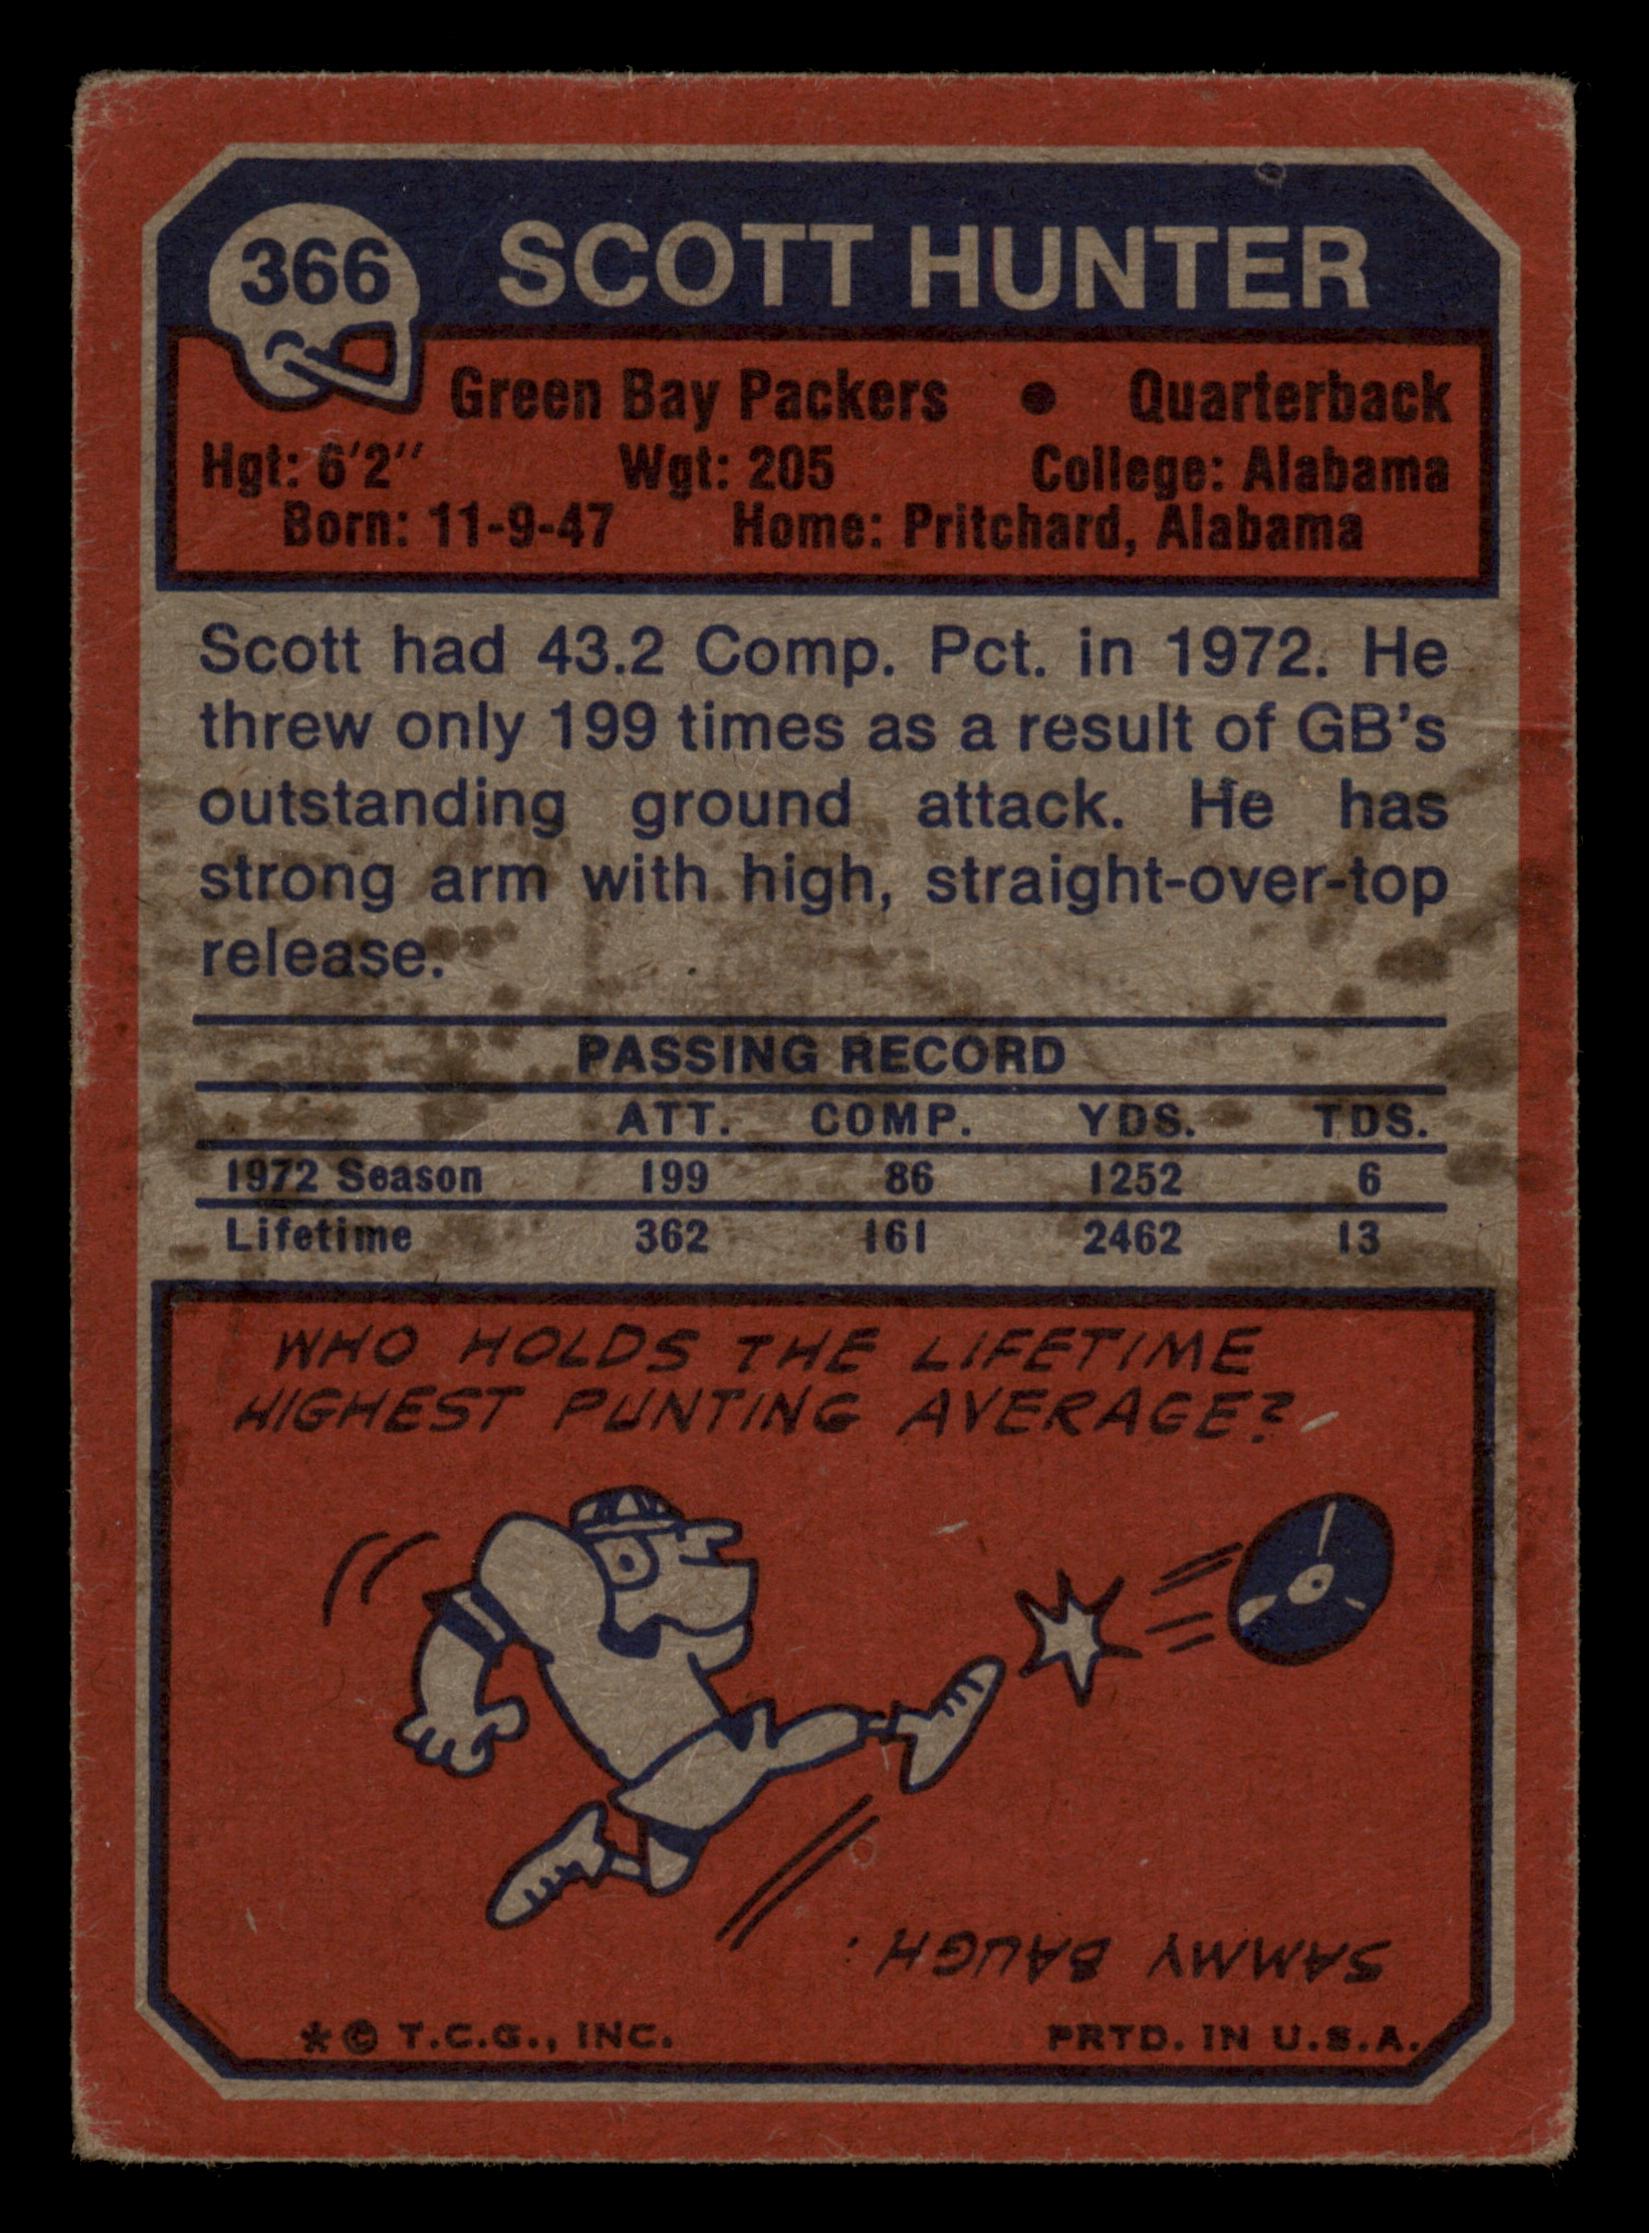 366 SCOTT HUNTER
Green Bay Packers • Quarterback
Hgt: 6'2" Wgt: 205 College: Alabama
Born: 11-9-47 Home: Pritchard, Alabama
Scott had 43.2 Comp. Pct. in 1972. He
threw only 199 times as a result of GB's
outstanding ground attack. He has
strong arm with high, straight-over-top
release.
PASSING RECORD
ATT. COMP. YDS. TDS.
1972 Season 199 86 1252 6
Lifetime 362 161 2462 13
WHO HOLDS THE LIFETIME
HIGHEST PUNTING AVERAGE?
SAMMY BAUGH.
*© T.C.G., INC. PRTD. IN U.S.A.